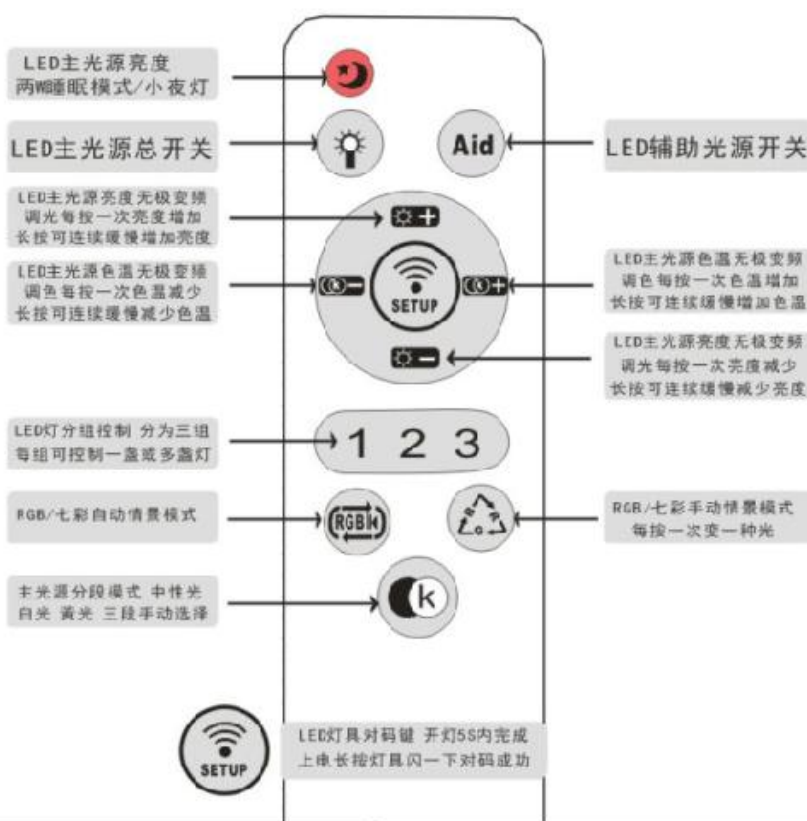 LED主光源亮度
两W睡眠模式/小夜灯
LED主光源总开关
Aid
LED辅助光源开关
LED主光源亮度无极变频
调光每按一次亮度增加
长按可连续缓慢增加亮度
LED主光源色温无极变频
调色每按一次色温减少
长按可连续缓慢减少色温
SETUP
LED主光源色温无极变频
调色每按一次色温增加
长按可连续缓慢增加色温
LED主光源亮度无极变频
调光每按一次亮度减少
长按可连续缓慢减少亮度
LED灯分组控制 分为三组
每组可控制一盏或多盏灯
1 2 3
RGB/七彩自动情景模式
RGB
R
G
B
RGB/七彩手动情景模式
每按一次变一种光
主光源分段模式 中性光
白光 黄光 三段手动选择
k
SETUP
LED灯具对码键 开灯5S内完成
上电长按灯具闪一下对码成功